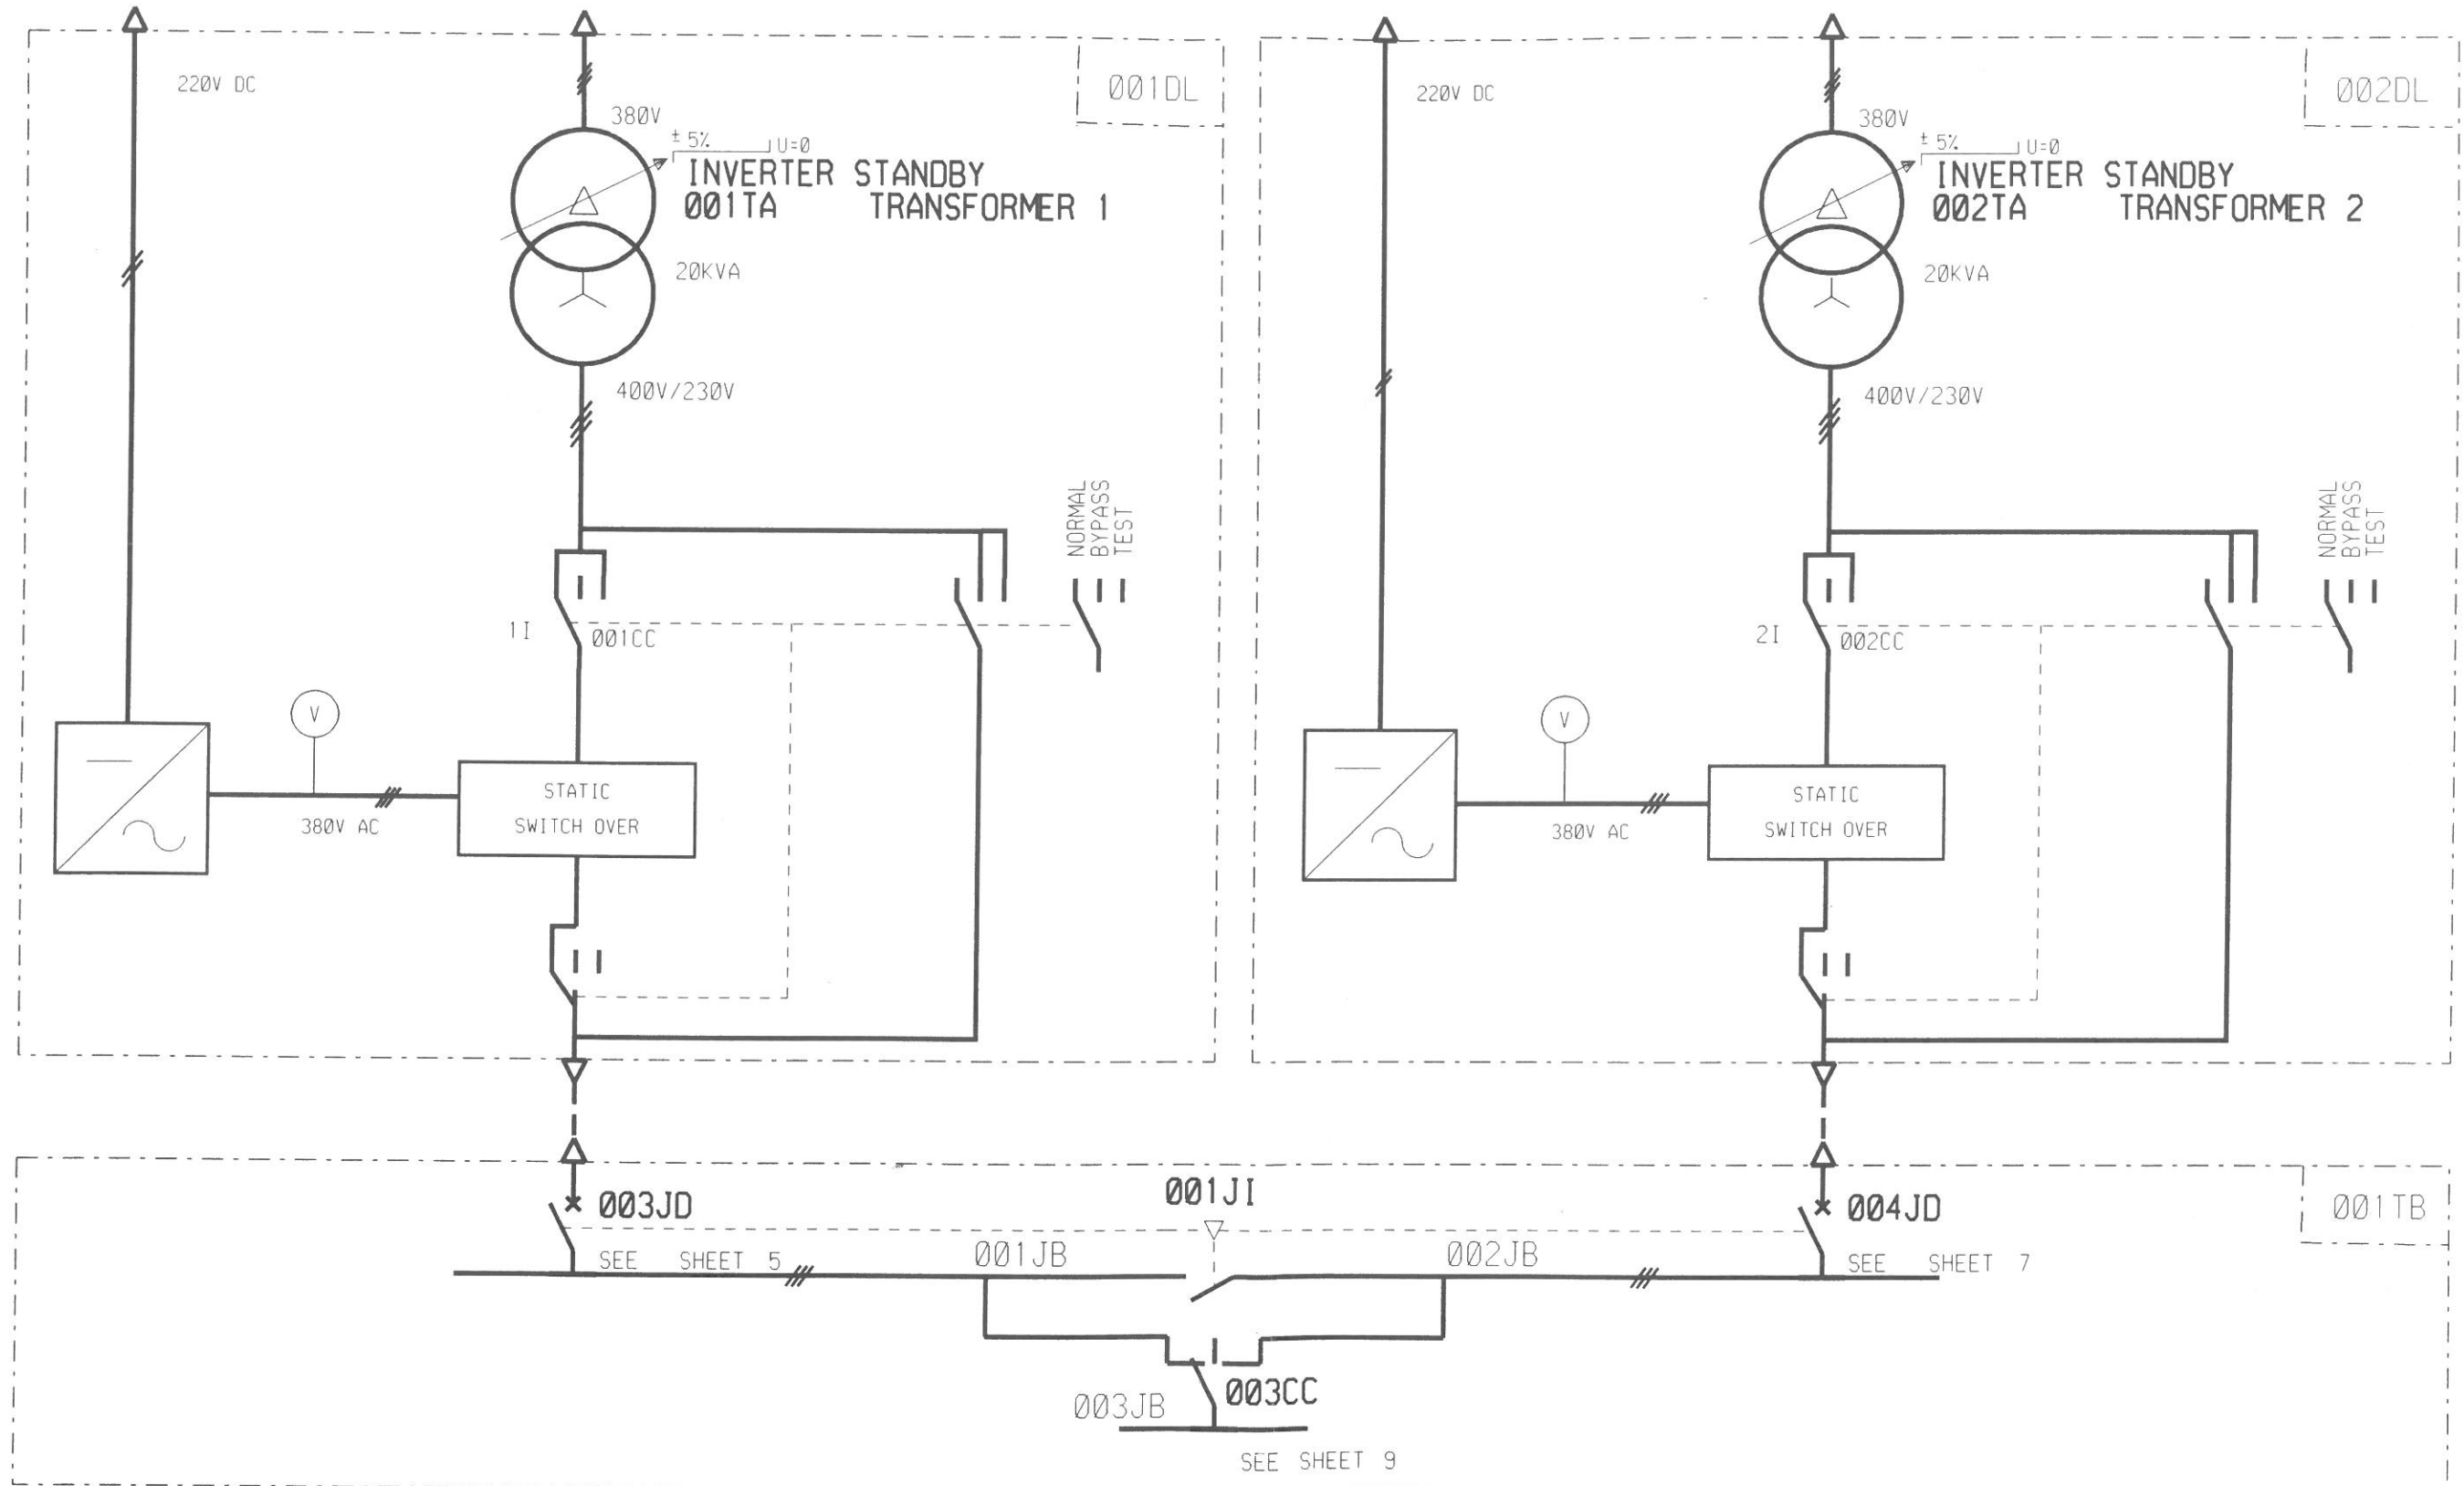 220V DC
001DL
380V
± 5% U=0
INVERTER STANDBY
001TA TRANSFORMER 1
20KVA
400V/230V
NORMAL
BYPASS
TEST
1I
001CC
V
380V AC
STATIC
SWITCH OVER
220V DC
002DL
380V
± 5% U=0
INVERTER STANDBY
002TA TRANSFORMER 2
20KVA
400V/230V
NORMAL
BYPASS
TEST
2I
002CC
V
380V AC
STATIC
SWITCH OVER
003JD
001JI
004JD
001TB
SEE SHEET 5
001JB
002JB
SEE SHEET 7
003CC
003JB
SEE SHEET 9